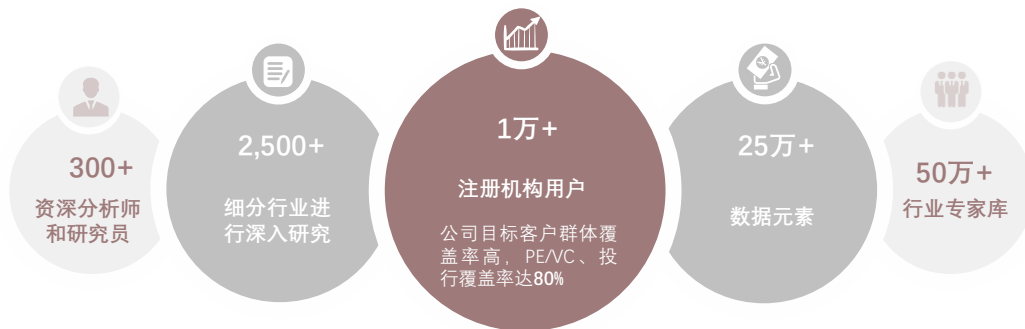 300+
资深分析师
和研究员
2,500+
细分行业进
行深入研究
1万+
注册机构用户
公司目标客户群体覆
盖率高，PE/VC、投
行覆盖率达80%
25万+
数据元素
50万+
行业专家库